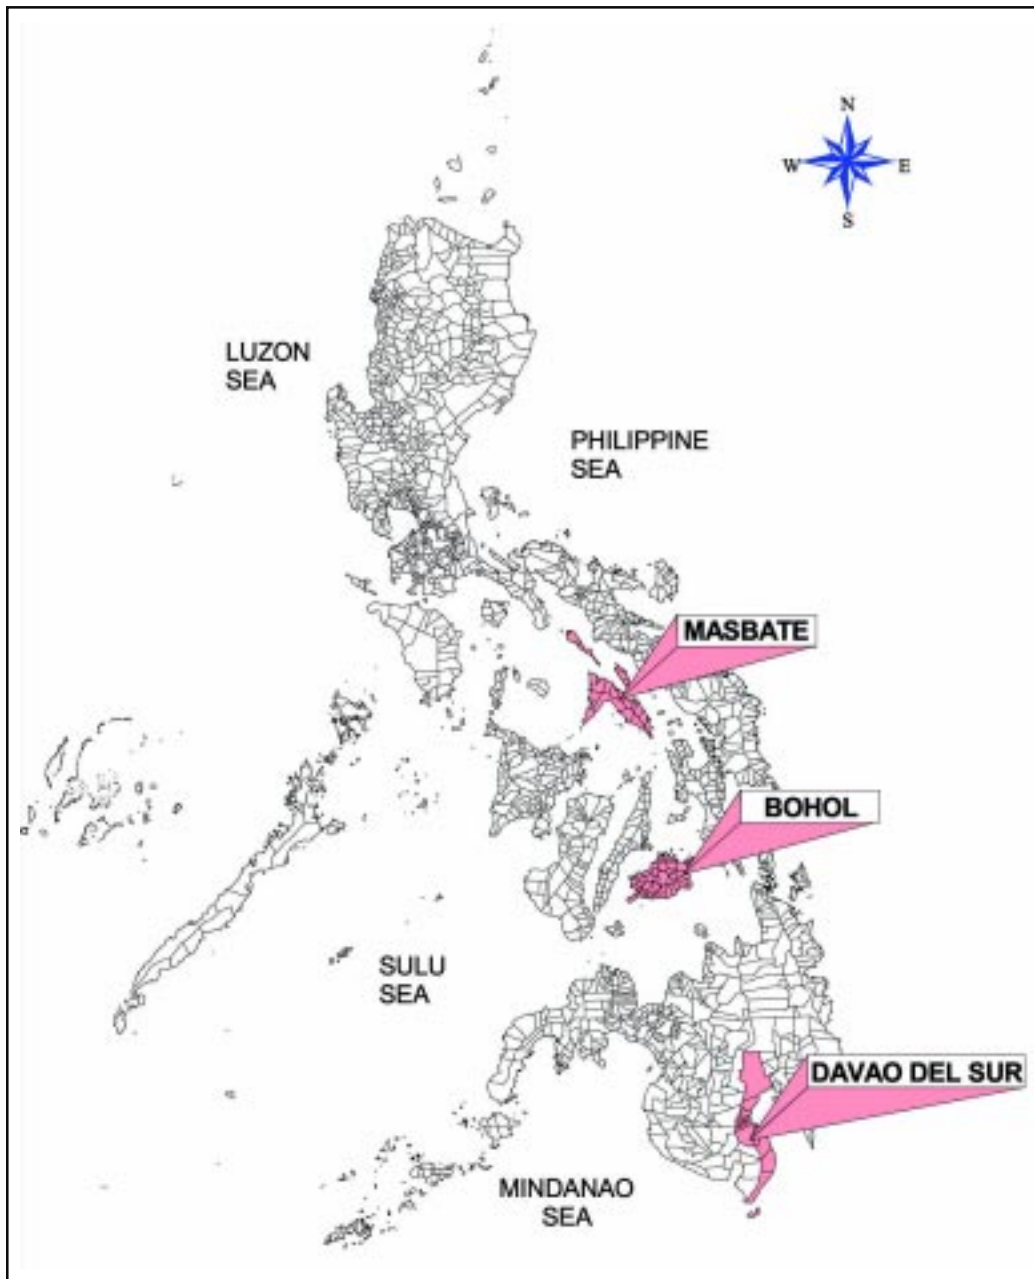 N
W
E
S
LUZON
SEA
PHILIPPINE
SEA
MASBATE
BOHOL
SULU
SEA
DAVAO DEL SUR
MINDANAO
SEA